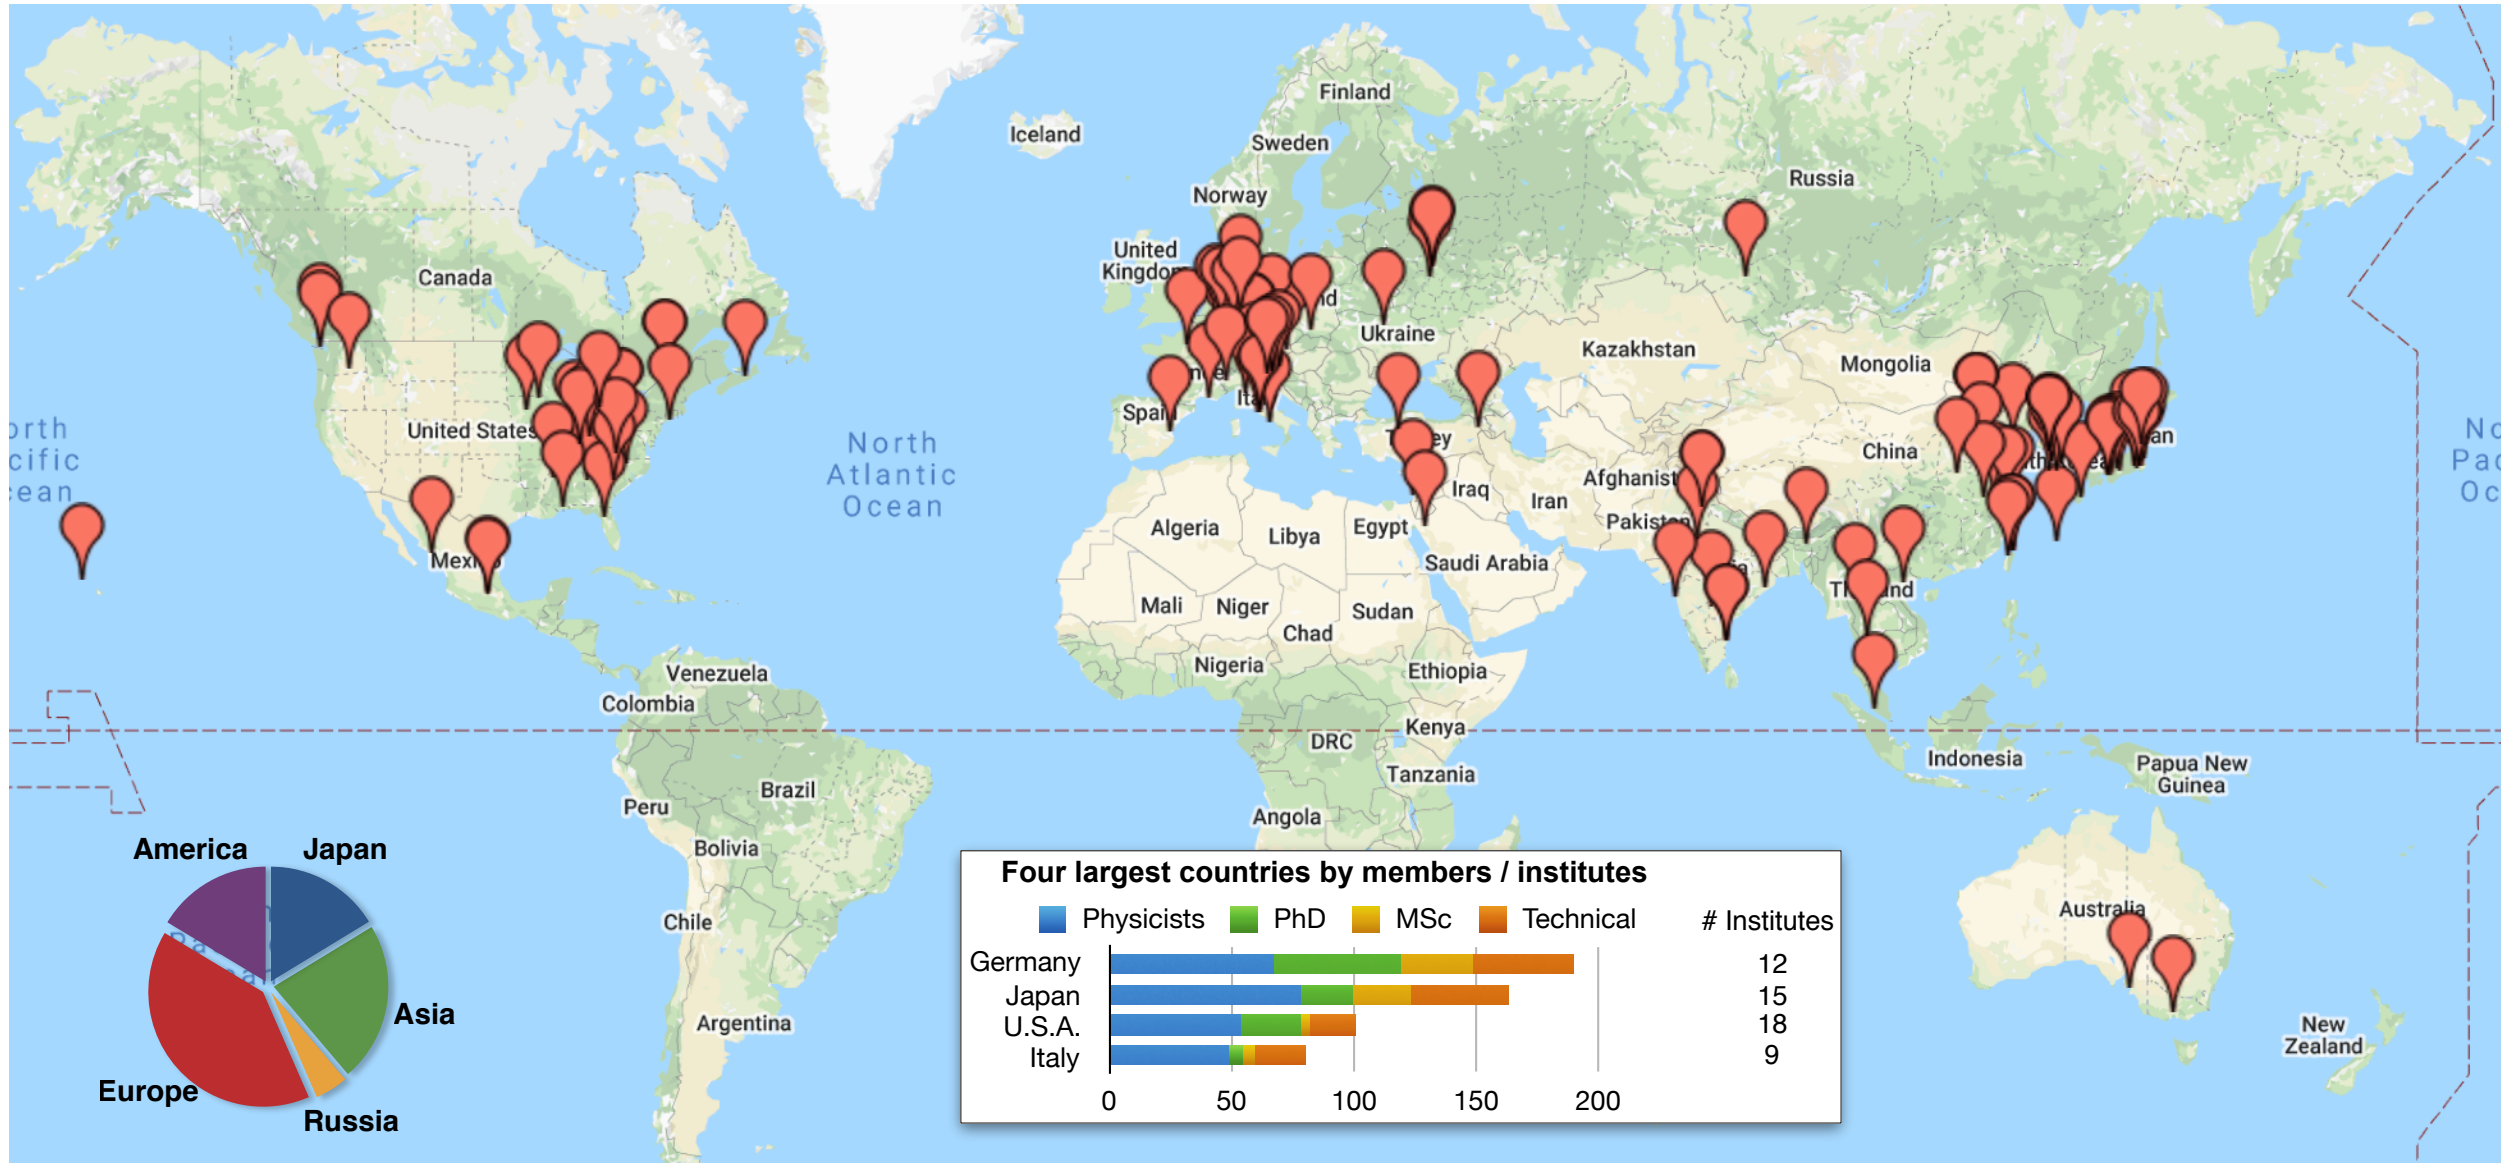 Finland
Iceland
Sweden
Russia
Norway
United
Kingdom
Canada
Ukraine
Kazakhstan
Mongolia
Spain
United States
China
North
Atlantic
Ocean
Afghanist
Iraq
Iran
Pakistan
Algeria
Libya
Egypt
Saudi Arabia
Mexico
Thailand
Mali
Niger
Sudan
Chad
Nigeria
Ethiopia
Venezuela
Colombia
Kenya
DRC
Indonesia
Papua New
Guinea
Tanzania
Brazil
Peru
Angola
Bolivia
Chile
Australia
Argentina
New
Zealand
America
Japan
Asia
Europe
Russia
Four largest countries by members / institutes
Physicists PhD MSc Technical # Institutes
Germany 12
Japan 15
U.S.A. 18
Italy 9
0 50 100 150 200